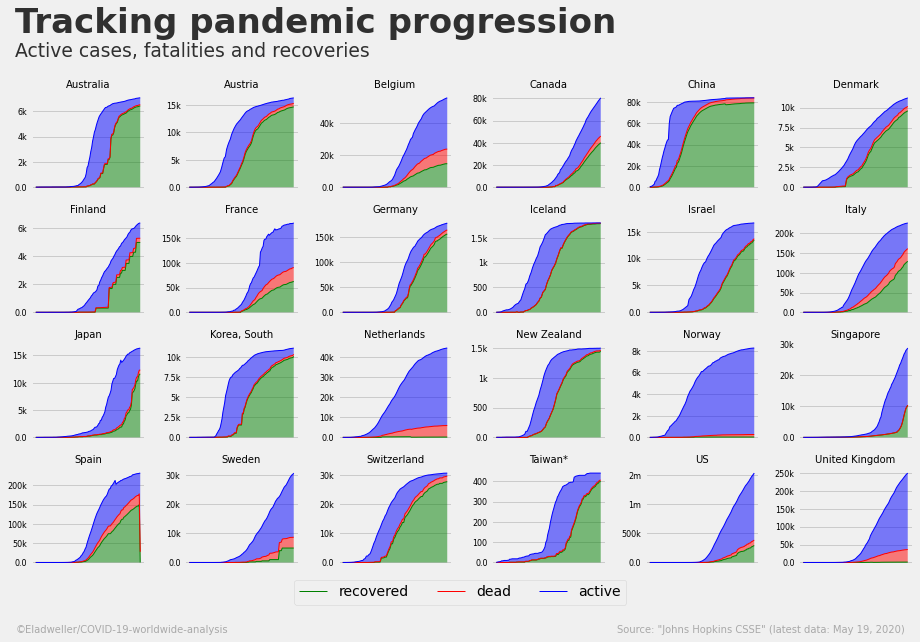 Tracking pandemic progression
Active cases, fatalities and recoveries
Australia
6k
4k
2k
0.0
Austria
15k
10k
5k
0.0
Belgium
40k
20k
0.0
Canada
80k
60k
40k
20k
0.0
China
80k
60k
40k
20k
0.0
Denmark
10k
7.5k
5k
2.5k
0.0
Finland
6k
4k
2k
0.0
France
150k
100k
50k
0.0
Germany
150k
100k
50k
0.0
Iceland
1.5k
1k
500
0.0
Israel
15k
10k
5k
0.0
Italy
200k
150k
100k
50k
0.0
Japan
15k
10k
5k
0.0
Korea, South
10k
7.5k
5k
2.5k
0.0
Netherlands
40k
30k
20k
10k
0.0
New Zealand
1.5k
1k
500
0.0
Norway
8k
6k
4k
2k
0.0
Singapore
30k
20k
10k
0.0
Spain
200k
150k
100k
50k
0.0
Sweden
30k
20k
10k
0.0
Switzerland
30k
20k
10k
0.0
Taiwan*
400
300
200
100
0.0
US
2m
1m
500k
0.0
United Kingdom
250k
200k
150k
100k
50k
0.0
recovered dead active
©Eladweller/COVID-19-worldwide-analysis
Source: "Johns Hopkins CSSE" (latest data: May 19, 2020)